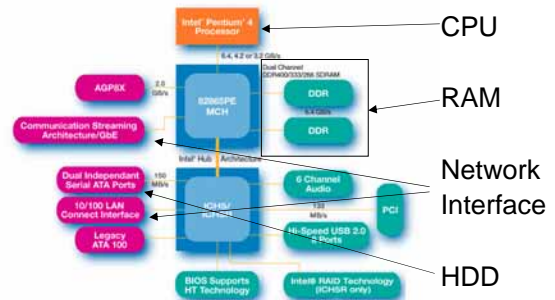 Intel® Pentium® 4
Processor
CPU
6.4, 4.2 or 3.2 GB/s
Dual Channel
DDR400/333/266 SDRAM
AGP8X
2.0
GB/s
82865PE
MCH
DDR
RAM
6.4 GB/s
DDR
Communication Streaming
Architecture/GbE
Intel® Hub Architecture
Network
Interface
Dual Independant
Serial ATA Ports
150
MB/s
6 Channel
Audio
10/100 LAN
Connect Interface
ICH5/
ICH5R
133
MB/s
PCI
Legacy
ATA 100
Hi-Speed USB 2.0
8 Ports
HDD
BIOS Supports
HT Technology
Intel® RAID Technology
(ICH5R only)